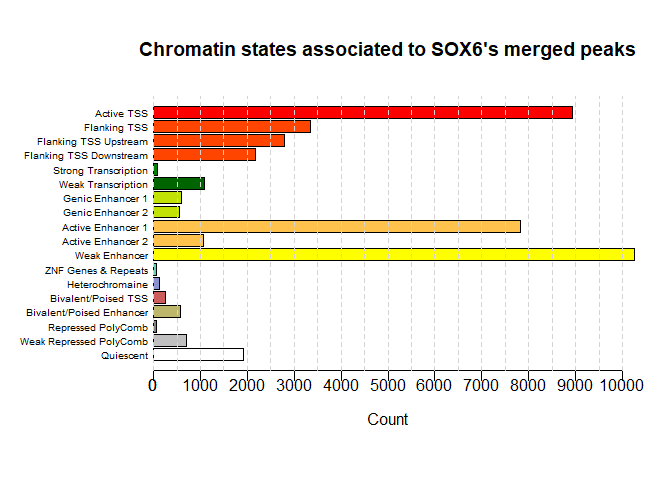 Chromatin states associated to SOX6's merged peaks
Active TSS
Flanking TSS
Flanking TSS Upstream
Flanking TSS Downstream
Strong Transcription
Weak Transcription
Genic Enhancer 1
Genic Enhancer 2
Active Enhancer 1
Active Enhancer 2
Weak Enhancer
ZNF Genes & Repeats
Heterochromaine
Bivalent/Poised TSS
Bivalent/Poised Enhancer
Repressed PolyComb
Weak Repressed PolyComb
Quiescent
0 1000 2000 3000 4000 5000 6000 7000 8000 9000 10000
Count